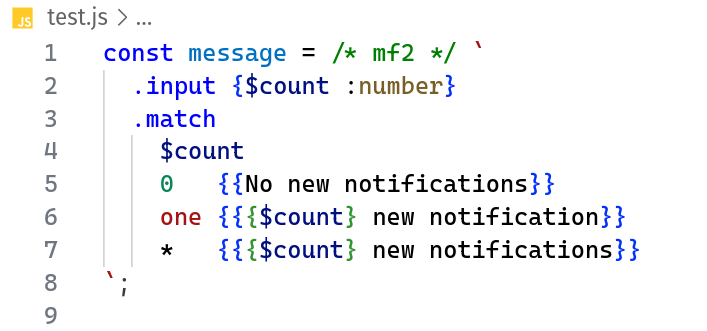 JS test.js > ...
1 const message = /* mf2 */ `
2   .input {$count :number}
3   .match
4     $count
5     0   {{No new notifications}}
6     one {{{$count} new notification}}
7     *   {{{$count} new notifications}}
8 `;
9